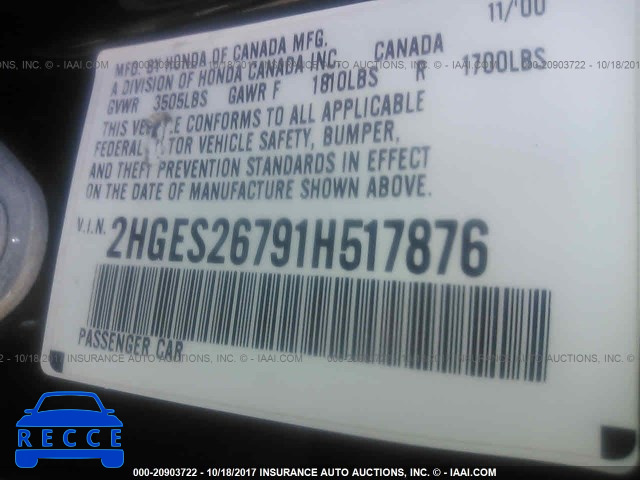 11/'00
MFG. BY HONDA OF CANADA MFG.
A DIVISION OF HONDA CANADA INC CANADA
GVWR 3505LBS GAWR F 1810LBS R 1700LBS
THIS VEHICLE CONFORMS TO ALL APPLICABLE
FEDERAL MOTOR VEHICLE SAFETY, BUMPER,
AND THEFT PREVENTION STANDARDS IN EFFECT
ON THE DATE OF MANUFACTURE SHOWN ABOVE.
V.I.N. 2HGES26791H517876
PASSENGER CAR
RECCE
000-20903722 - 10/18/2017 INSURANCE AUTO AUCTIONS, INC. - © IAAI.COM